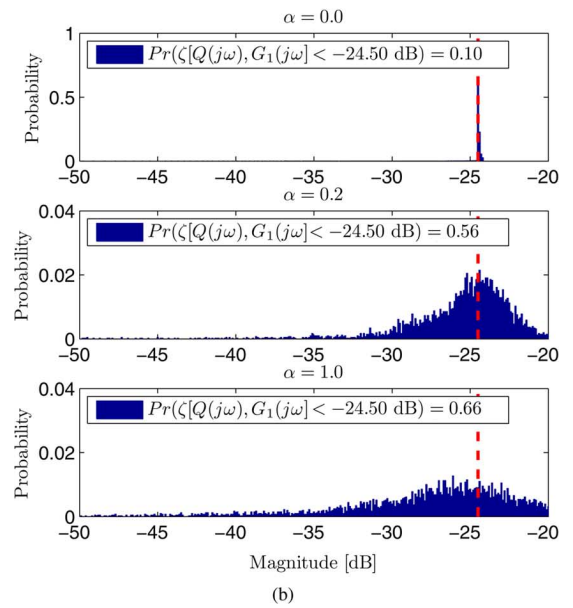 α = 0.0
1
0.5
0
Probability
Pr(ζ[Q(jω), G₁(jω] < −24.50 dB) = 0.10
−50 −45 −40 −35 −30 −25 −20
α = 0.2
0.04
0.02
0
Probability
Pr(ζ[Q(jω), G₁(jω] < −24.50 dB) = 0.56
−50 −45 −40 −35 −30 −25 −20
α = 1.0
0.04
0.02
0
Probability
Pr(ζ[Q(jω), G₁(jω] < −24.50 dB) = 0.66
−50 −45 −40 −35 −30 −25 −20
Magnitude [dB]
(b)